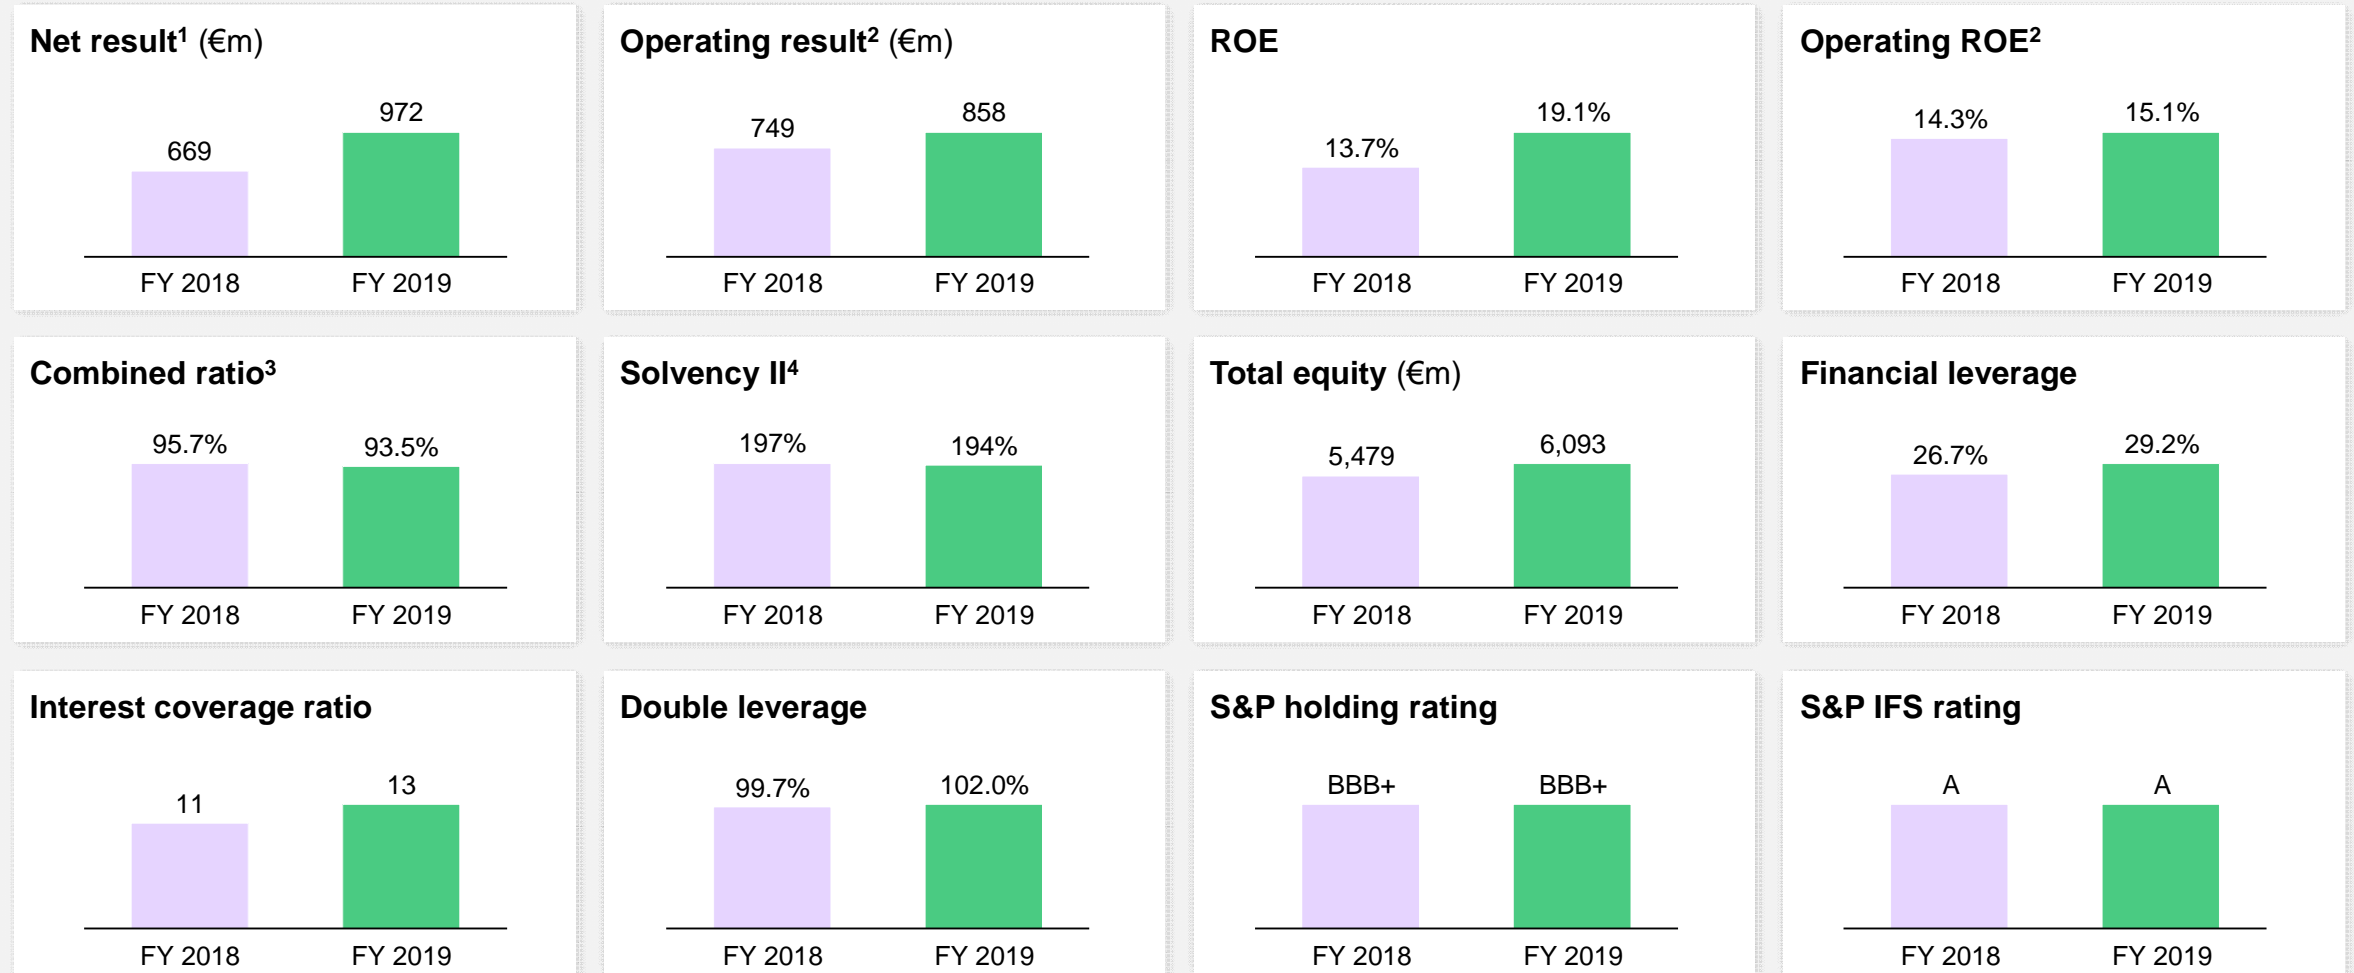 Net result¹ (€m)
669
972
FY 2018
FY 2019
Operating result² (€m)
749
858
FY 2018
FY 2019
ROE
13.7%
19.1%
FY 2018
FY 2019
Operating ROE²
14.3%
15.1%
FY 2018
FY 2019
Combined ratio³
95.7%
93.5%
FY 2018
FY 2019
Solvency II⁴
197%
194%
FY 2018
FY 2019
Total equity (€m)
5,479
6,093
FY 2018
FY 2019
Financial leverage
26.7%
29.2%
FY 2018
FY 2019
Interest coverage ratio
11
13
FY 2018
FY 2019
Double leverage
99.7%
102.0%
FY 2018
FY 2019
S&P holding rating
BBB+
BBB+
FY 2018
FY 2019
S&P IFS rating
A
A
FY 2018
FY 2019